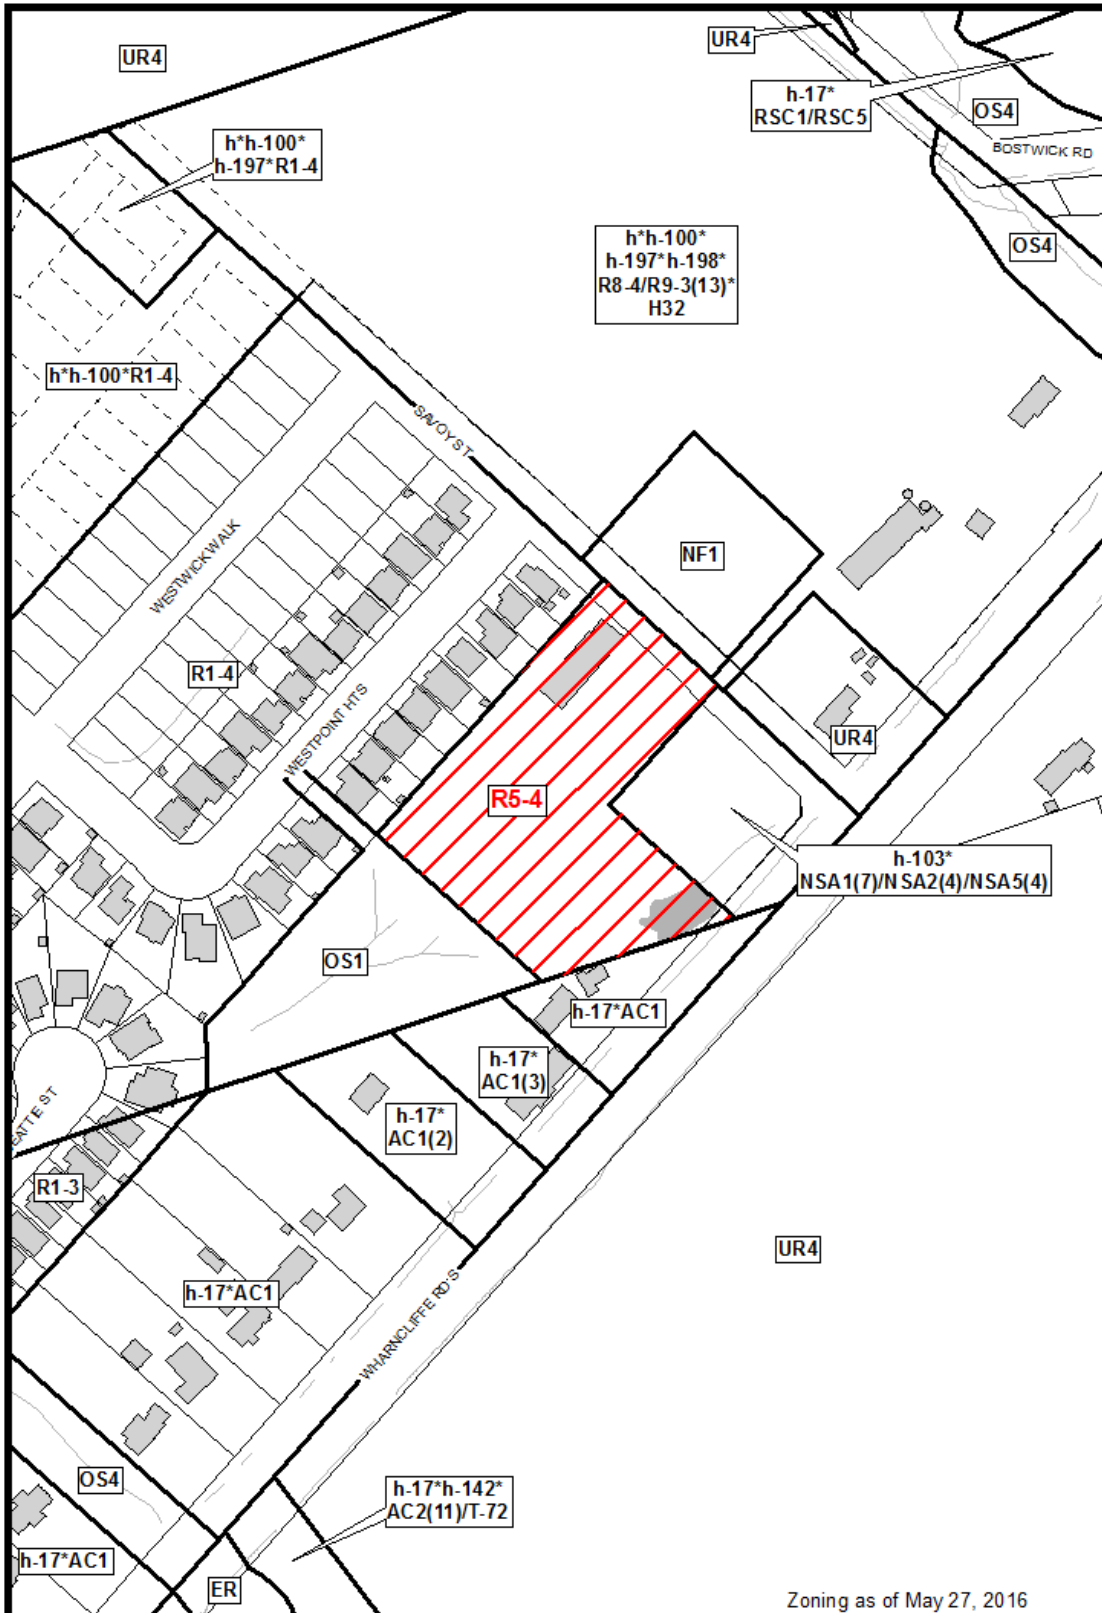 UR4
UR4
h-17*
RSC1/RSC5
OS4
BOSTWICK RD
h*h-100*
h-197*R1-4
OS4
h*h-100*
h-197*h-198*
R8-4/R9-3(13)*
H32
h*h-100*R1-4
SAVOY ST
WESTWICK WALK
NF1
R1-4
WESTPOINT HTS
UR4
R5-4
h-103*
NSA1(7)/NSA2(4)/NSA5(4)
OS1
h-17*AC1
h-17*
AC1(3)
h-17*
AC1(2)
EATTIE ST
R1-3
UR4
h-17*AC1
WHARNCLIFFE RD S
OS4
h-17*h-142*
AC2(11)/T-72
h-17*AC1
ER
Zoning as of May 27, 2016